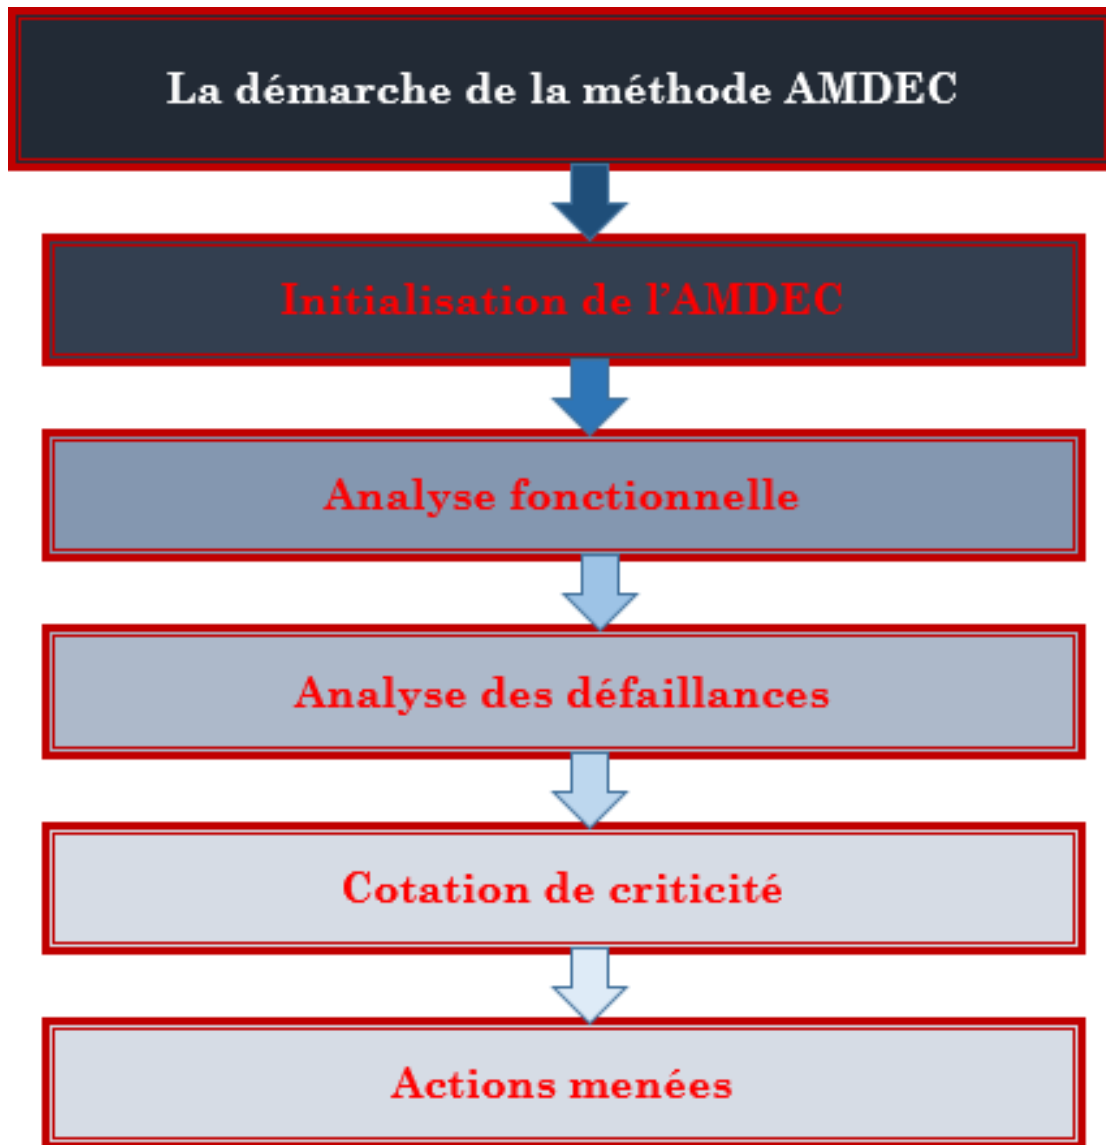 La démarche de la méthode AMDEC
Initialisation de l’AMDEC
Analyse fonctionnelle
Analyse des défaillances
Cotation de criticité
Actions menées